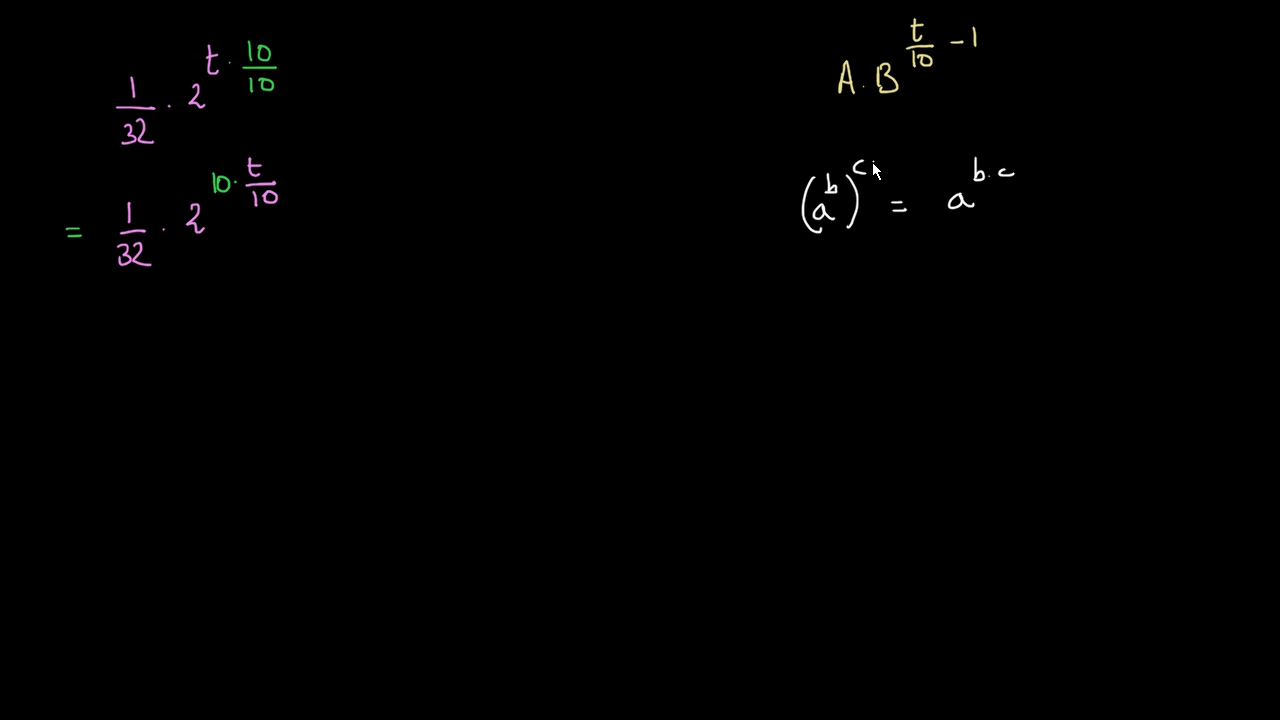 1/32 · 2^(t · 10/10)
= 1/32 · 2^(10 · t/10)
A · B^(t/10 - 1)
(a^b)^c = a^(b · c)